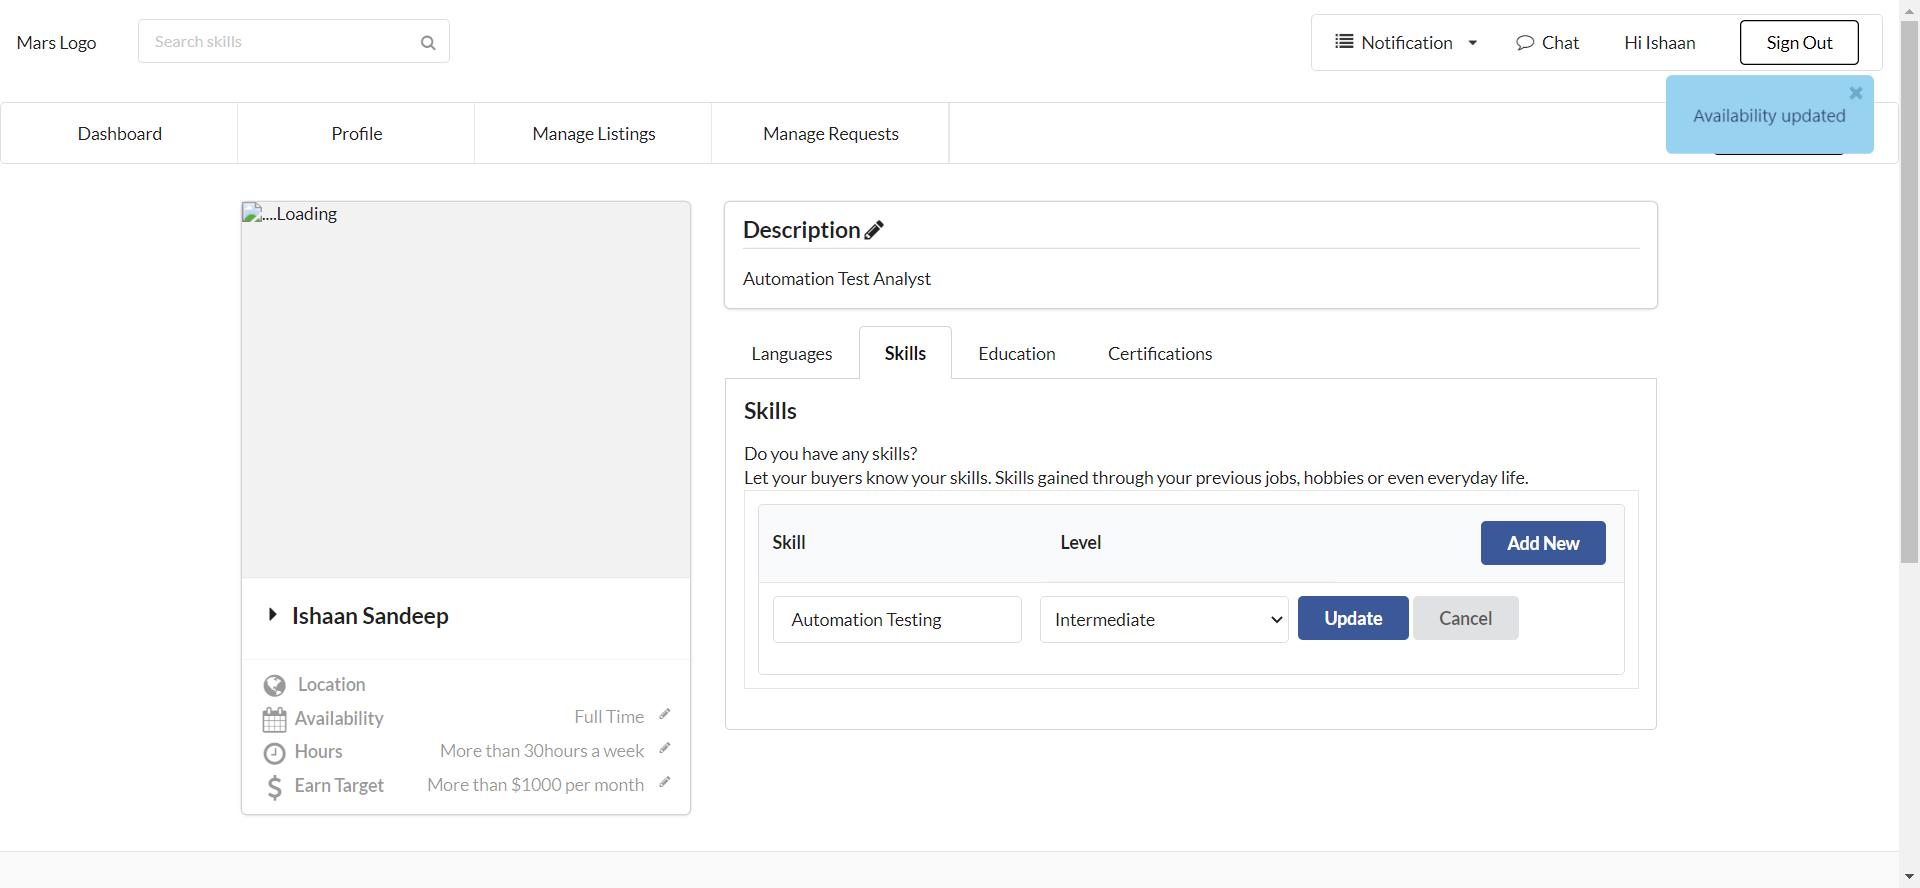 Mars Logo
Search skills
Notification
Chat
Hi Ishaan
Sign Out
Availability updated
Dashboard
Profile
Manage Listings
Manage Requests
....Loading
Ishaan Sandeep
Location
Availability
Full Time
Hours
More than 30hours a week
Earn Target
More than $1000 per month
Description
Automation Test Analyst
Languages
Skills
Education
Certifications
Skills
Do you have any skills?
Let your buyers know your skills. Skills gained through your previous jobs, hobbies or even everyday life.
Skill
Level
Add New
Automation Testing
Intermediate
Update
Cancel